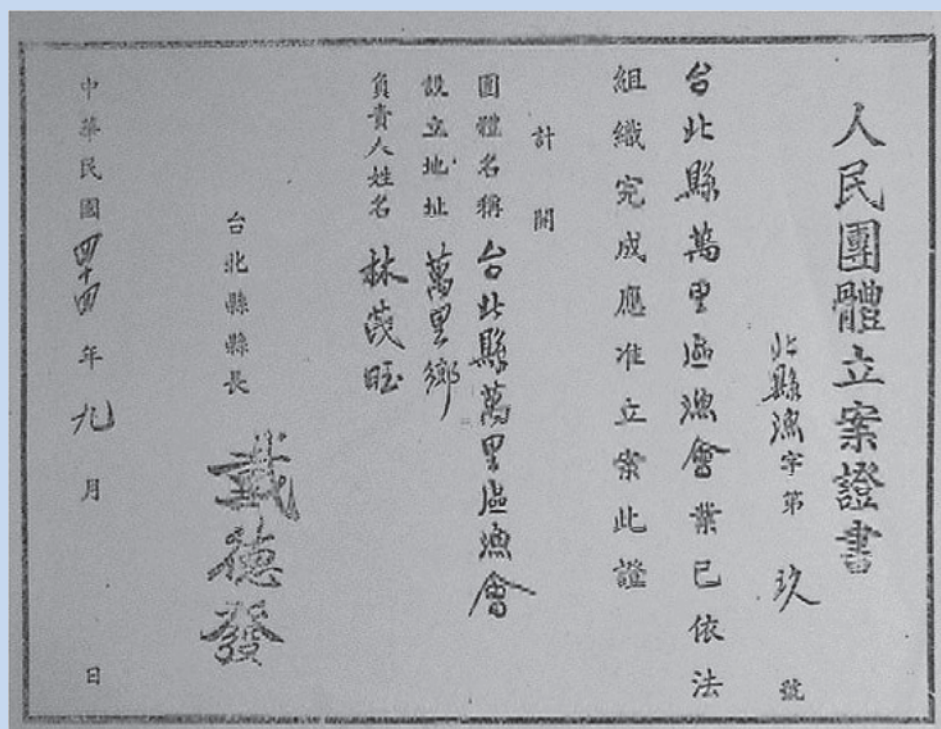 人民團體立案證書
北縣漁字第玖號
台北縣萬里區漁會業已依法
組織完成應准立案此證
計開
團體名稱 台北縣萬里區漁會
設立地址 萬里鄉
負責人姓名 林茂旺
台北縣縣長 戴德發
中華民國四十四年九月 日